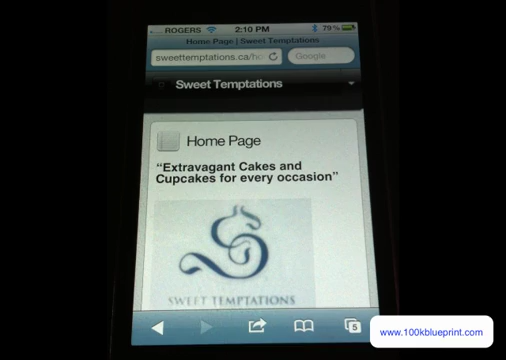 ROGERS 2:10 PM 79%
Home Page | Sweet Temptations
sweettemptations.ca/ho Google
Sweet Temptations
Home Page
“Extravagant Cakes and
Cupcakes for every occasion”
SWEET TEMPTATIONS
5
www.100kblueprint.com